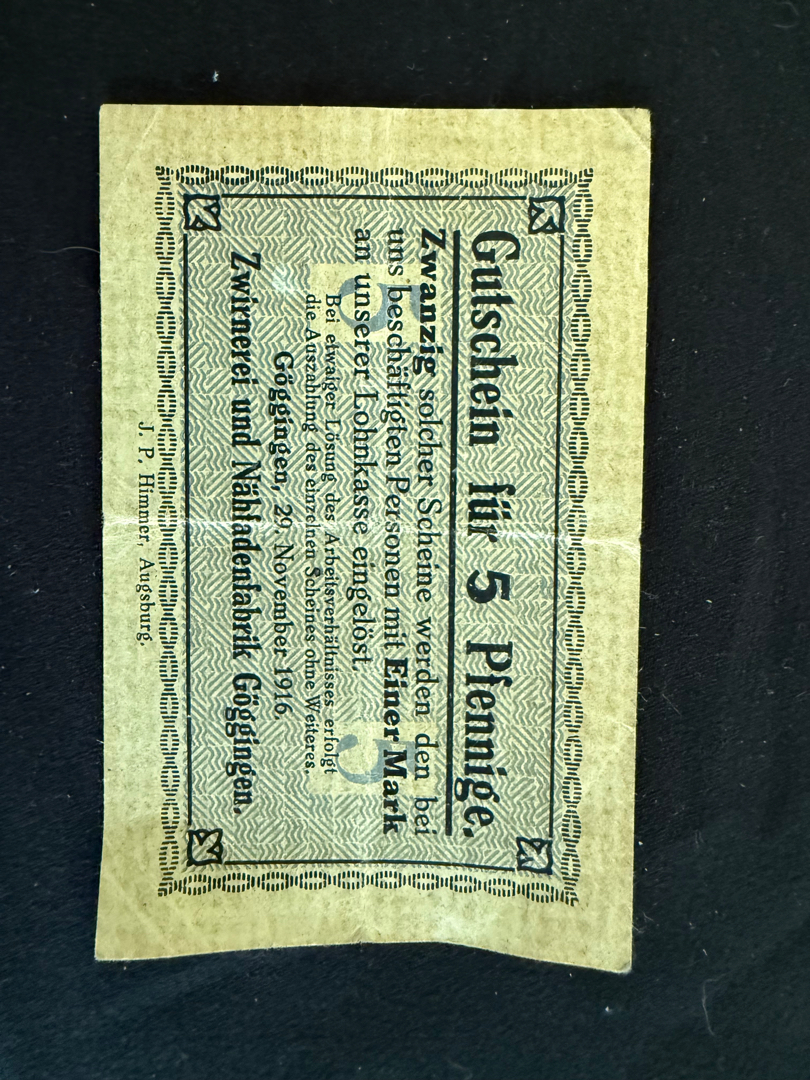 Gutschein für 5 Pfennige.
Zwanzig solcher Scheine werden den bei
uns beschäftigten Personen mit Einer Mark
an unserer Lohnkasse eingelöst.
5 5
Bei etwaiger Lösung des Arbeitsverhältnisses erfolgt
die Auszahlung des einzelnen Scheines ohne Weiteres.
Göggingen, 29. November 1916.
Zwirnerei und Nähfadenfabrik Göggingen.
J. P. Himmer, Augsburg.